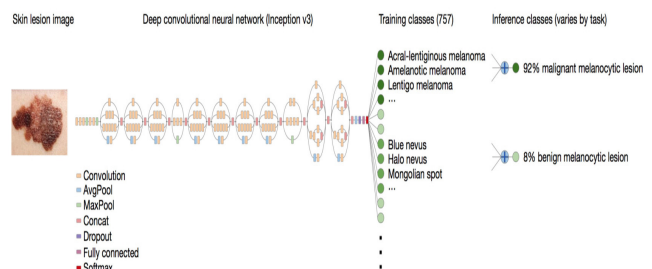 Skin lesion image
Deep convolutional neural network (Inception v3)
Training classes (757)
Inference classes (varies by task)
Acral-lentiginous melanoma
Amelanotic melanoma
Lentigo melanoma
...
Blue nevus
Halo nevus
Mongolian spot
...
92% malignant melanocytic lesion
8% benign melanocytic lesion
Convolution
AvgPool
MaxPool
Concat
Dropout
Fully connected
Softmax